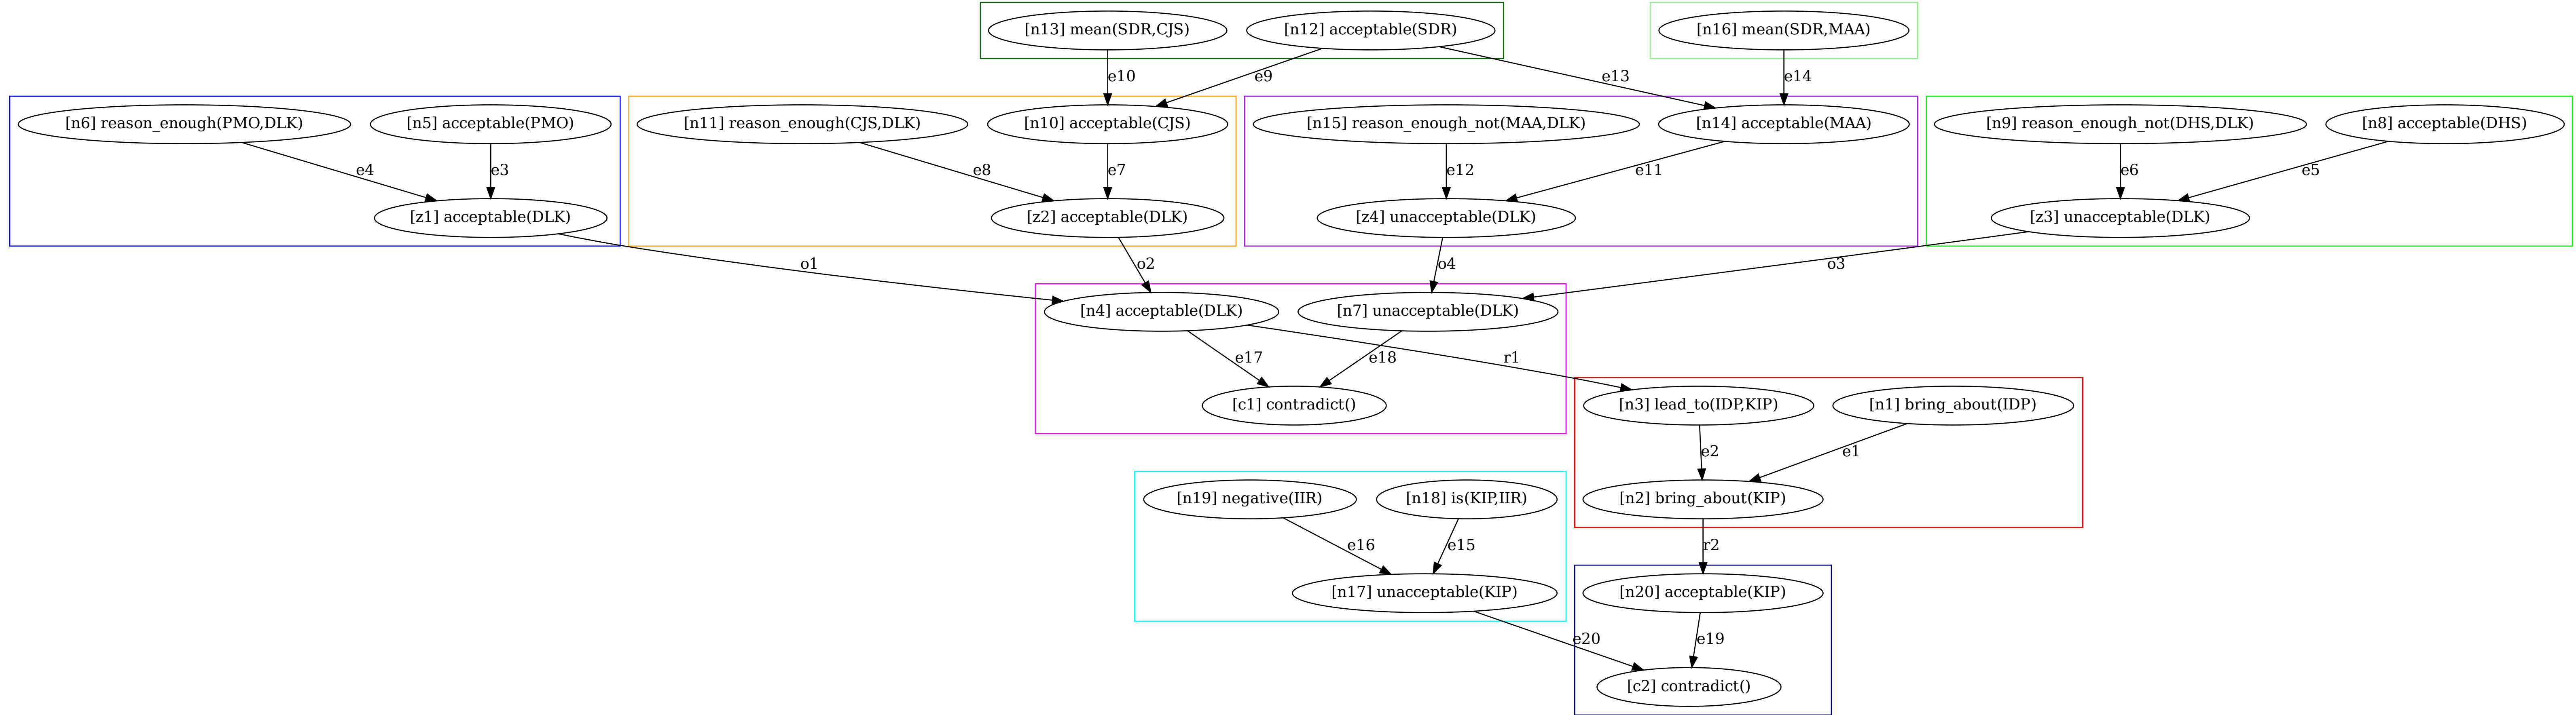 [n13] mean(SDR,CJS)
[n12] acceptable(SDR)
[n16] mean(SDR,MAA)
e10
e9
e13
e14
[n6] reason_enough(PMO,DLK)
[n5] acceptable(PMO)
[n11] reason_enough(CJS,DLK)
[n10] acceptable(CJS)
[n15] reason_enough_not(MAA,DLK)
[n14] acceptable(MAA)
[n9] reason_enough_not(DHS,DLK)
[n8] acceptable(DHS)
e4
e3
e8
e7
e12
e11
e6
e5
[z1] acceptable(DLK)
[z2] acceptable(DLK)
[z4] unacceptable(DLK)
[z3] unacceptable(DLK)
o1
o2
o4
o3
[n4] acceptable(DLK)
[n7] unacceptable(DLK)
e17
e18
r1
[c1] contradict()
[n3] lead_to(IDP,KIP)
[n1] bring_about(IDP)
e2
e1
[n19] negative(IIR)
[n18] is(KIP,IIR)
[n2] bring_about(KIP)
e16
e15
r2
[n17] unacceptable(KIP)
[n20] acceptable(KIP)
e20
e19
[c2] contradict()